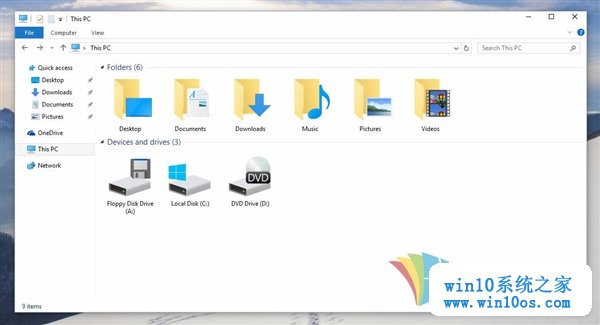 This PC
File
Computer
View
This PC
Search This PC
Quick access
Desktop
Downloads
Documents
Pictures
OneDrive
This PC
Network
Folders (6)
Desktop
Documents
Downloads
Music
Pictures
Videos
Devices and drives (3)
Floppy Disk Drive
(A:)
Local Disk (C:)
DVD
DVD Drive (D:)
9 items
win10系统之家
www.win10os.com